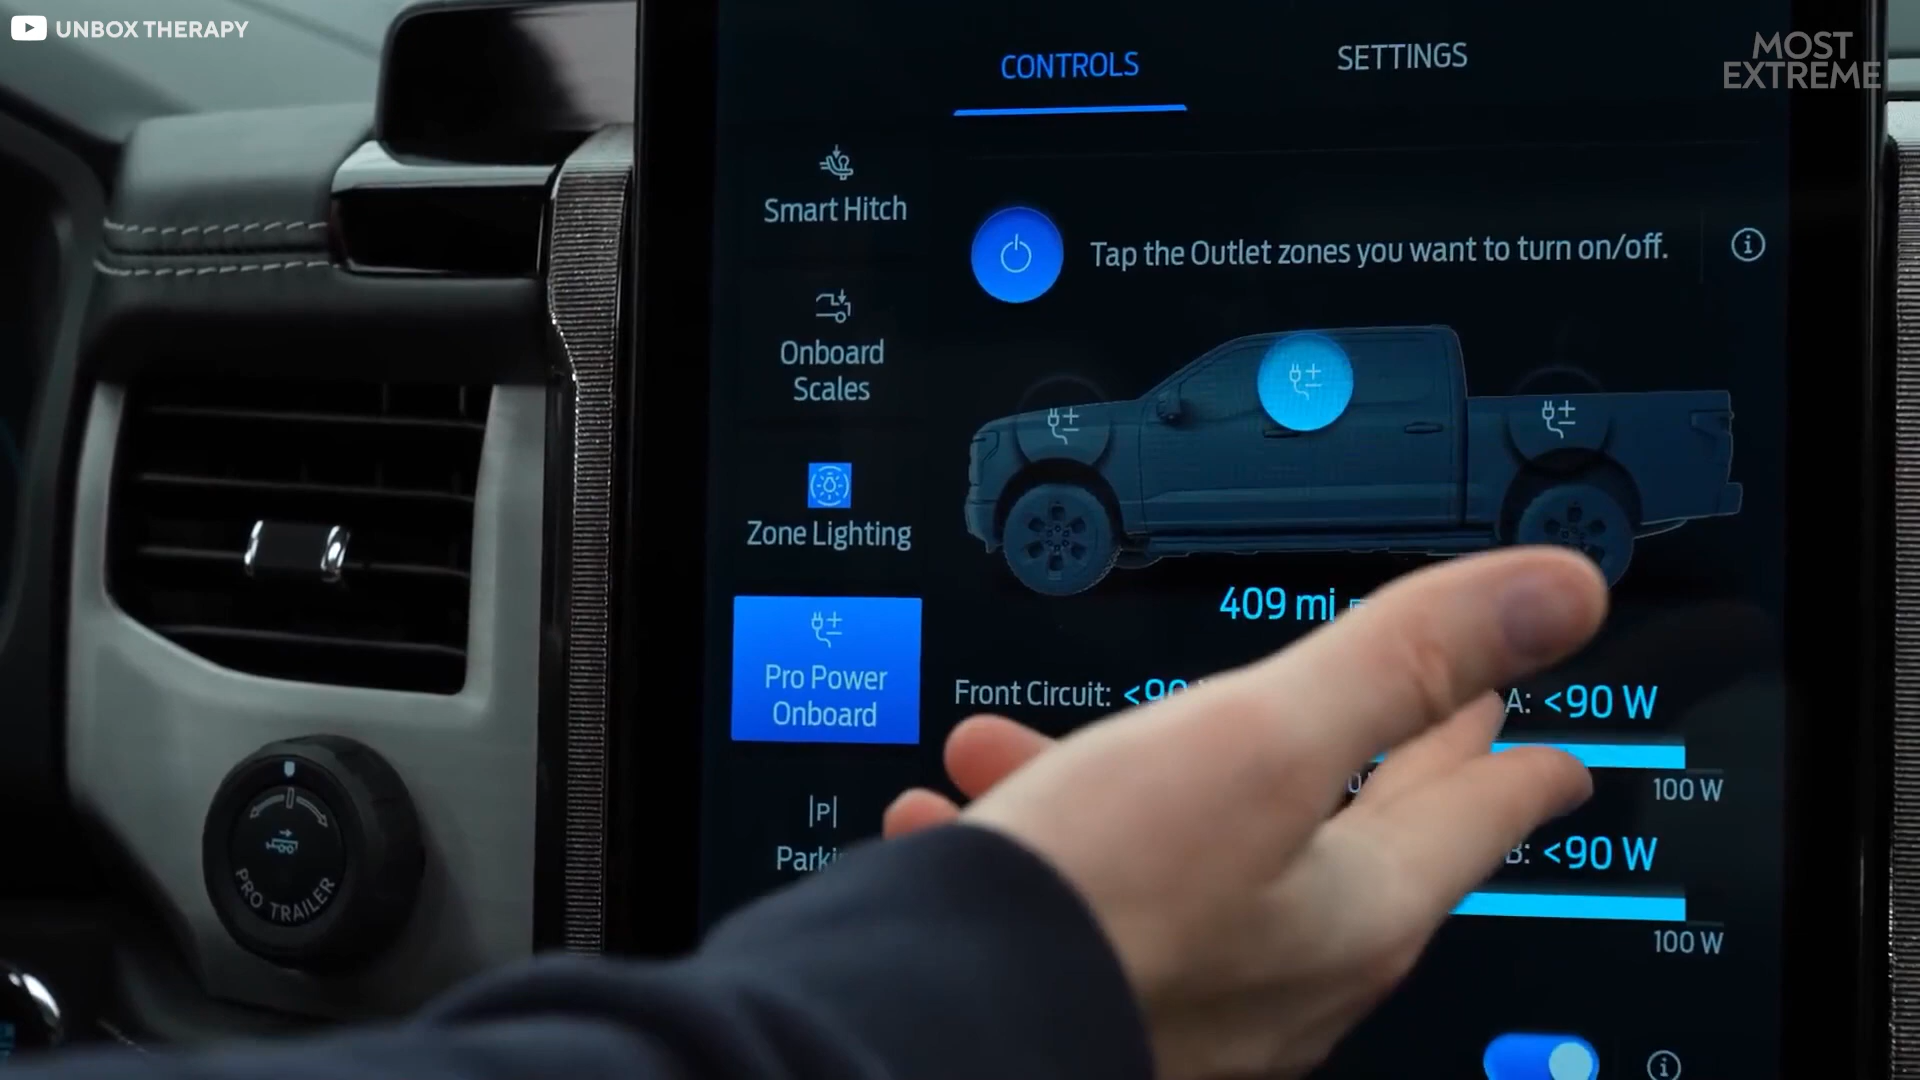 UNBOX THERAPY
MOST
EXTREME
CONTROLS
SETTINGS
Smart Hitch
Tap the Outlet zones you want to turn on/off.
Onboard
Scales
Zone Lighting
409 mi
Pro Power
Onboard
Front Circuit: <90
A: <90 W
100 W
P
B: <90 W
100 W
PRO TRAILER